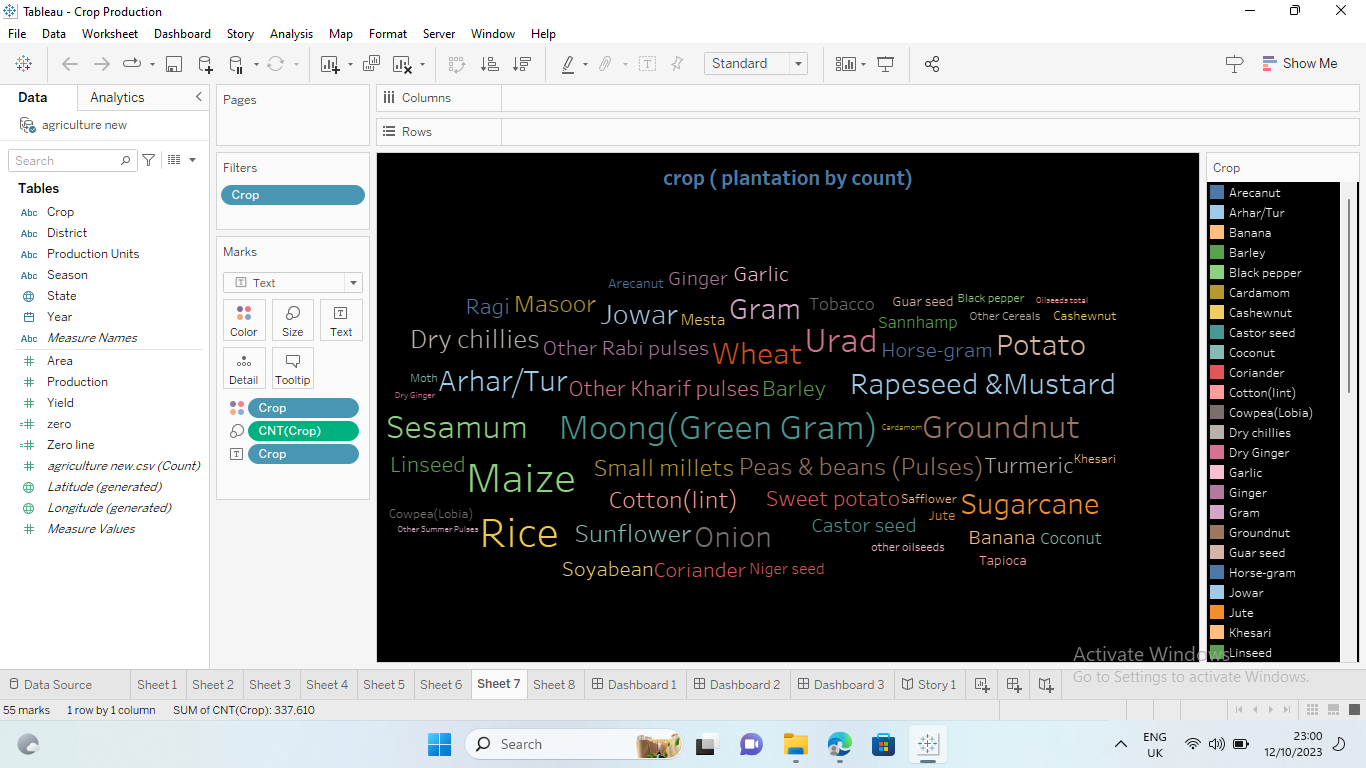 Tableau - Crop Production
File Data Worksheet Dashboard Story Analysis Map Format Server Window Help
Standard
Show Me
Data
Analytics
agriculture new
Search
Tables
Abc Crop
Abc District
Abc Production Units
Abc Season
State
Year
Abc Measure Names
Area
Production
Yield
zero
Zero line
agriculture new.csv (Count)
Latitude (generated)
Longitude (generated)
Measure Values
Pages
Filters
Crop
Marks
Text
Color Size Text
Detail Tooltip
Crop
CNT(Crop)
Crop
Columns
Rows
crop ( plantation by count)
Arecanut Ginger Garlic
Ragi Masoor Jowar Mesta Gram Tobacco Guar seed Black pepper Oilseeds total
Sannhamp Other Cereals Cashewnut
Dry chillies Other Rabi pulses Wheat Urad Horse-gram Potato
Moth Arhar/Tur Other Kharif pulses Barley Rapeseed &Mustard
Dry Ginger
Sesamum Moong(Green Gram) Cardamom Groundnut
Linseed Maize Small millets Peas & beans (Pulses) Turmeric Khesari
Cotton(lint) Sweet potato Safflower Sugarcane
Cowpea(Lobia) Jute
Other Summer Pulses Rice Sunflower Onion Castor seed Banana Coconut
other oilseeds
Tapioca
Soyabean Coriander Niger seed
Crop
Arecanut
Arhar/Tur
Banana
Barley
Black pepper
Cardamom
Cashewnut
Castor seed
Coconut
Coriander
Cotton(lint)
Cowpea(Lobia)
Dry chillies
Dry Ginger
Garlic
Ginger
Gram
Groundnut
Guar seed
Horse-gram
Jowar
Jute
Khesari
Linseed
Activate Windows
Go to Settings to activate Windows.
Data Source Sheet 1 Sheet 2 Sheet 3 Sheet 4 Sheet 5 Sheet 6 Sheet 7 Sheet 8 Dashboard 1 Dashboard 2 Dashboard 3 Story 1
55 marks 1 row by 1 column SUM of CNT(Crop): 337,610
Search
ENG
UK
23:00
12/10/2023